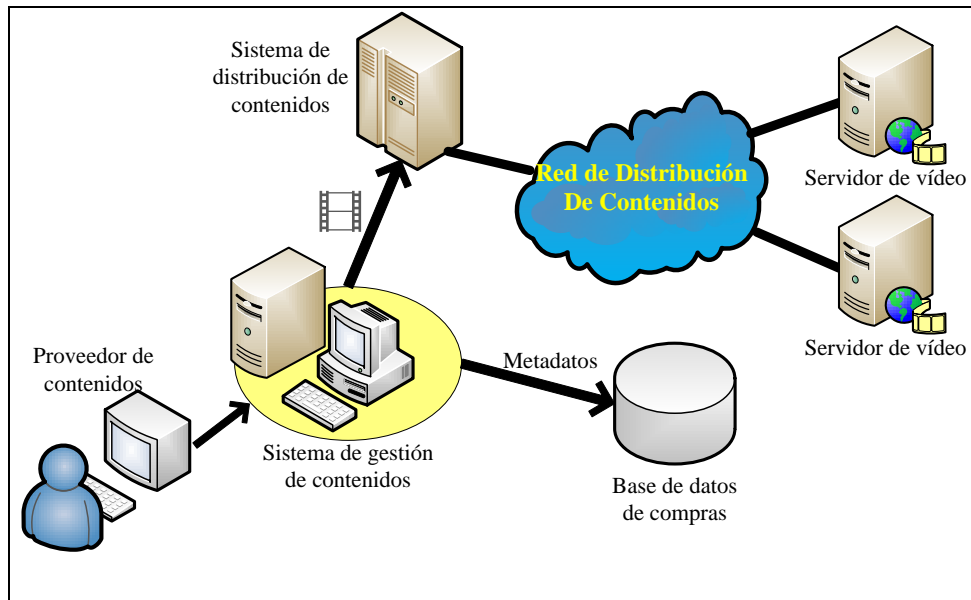 Sistema de
distribución de
contenidos
Red de Distribución
De Contenidos
Servidor de vídeo
Servidor de vídeo
Proveedor de
contenidos
Metadatos
Sistema de gestión
de contenidos
Base de datos
de compras